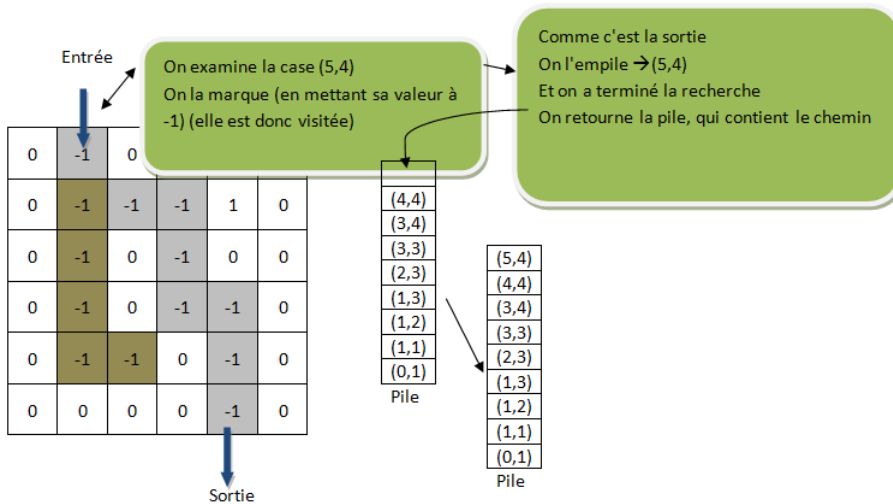 Entrée
On examine la case (5,4)
On la marque (en mettant sa valeur à
-1) (elle est donc visitée)
Comme c'est la sortie
On l'empile →(5,4)
Et on a terminé la recherche
On retourne la pile, qui contient le chemin
0 -1 0
0 -1 -1 -1 1 0
0 -1 0 -1 0 0
0 -1 0 -1 -1 0
0 -1 -1 0 -1 0
0 0 0 0 -1 0
Sortie
(4,4)
(3,4)
(3,3)
(2,3)
(1,3)
(1,2)
(1,1)
(0,1)
Pile
(5,4)
(4,4)
(3,4)
(3,3)
(2,3)
(1,3)
(1,2)
(1,1)
(0,1)
Pile